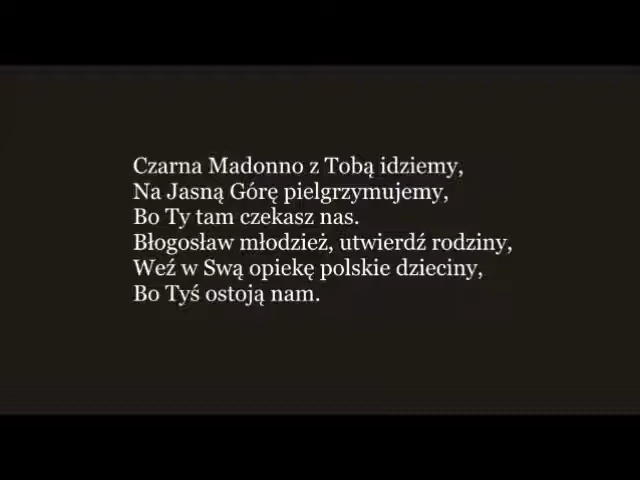 Czarna Madonno z Tobą idziemy,
Na Jasną Górę pielgrzymujemy,
Bo Ty tam czekasz nas.
Błogosław młodzież, utwierdź rodziny,
Weź w Swą opiekę polskie dzieciny,
Bo Tyś ostoją nam.